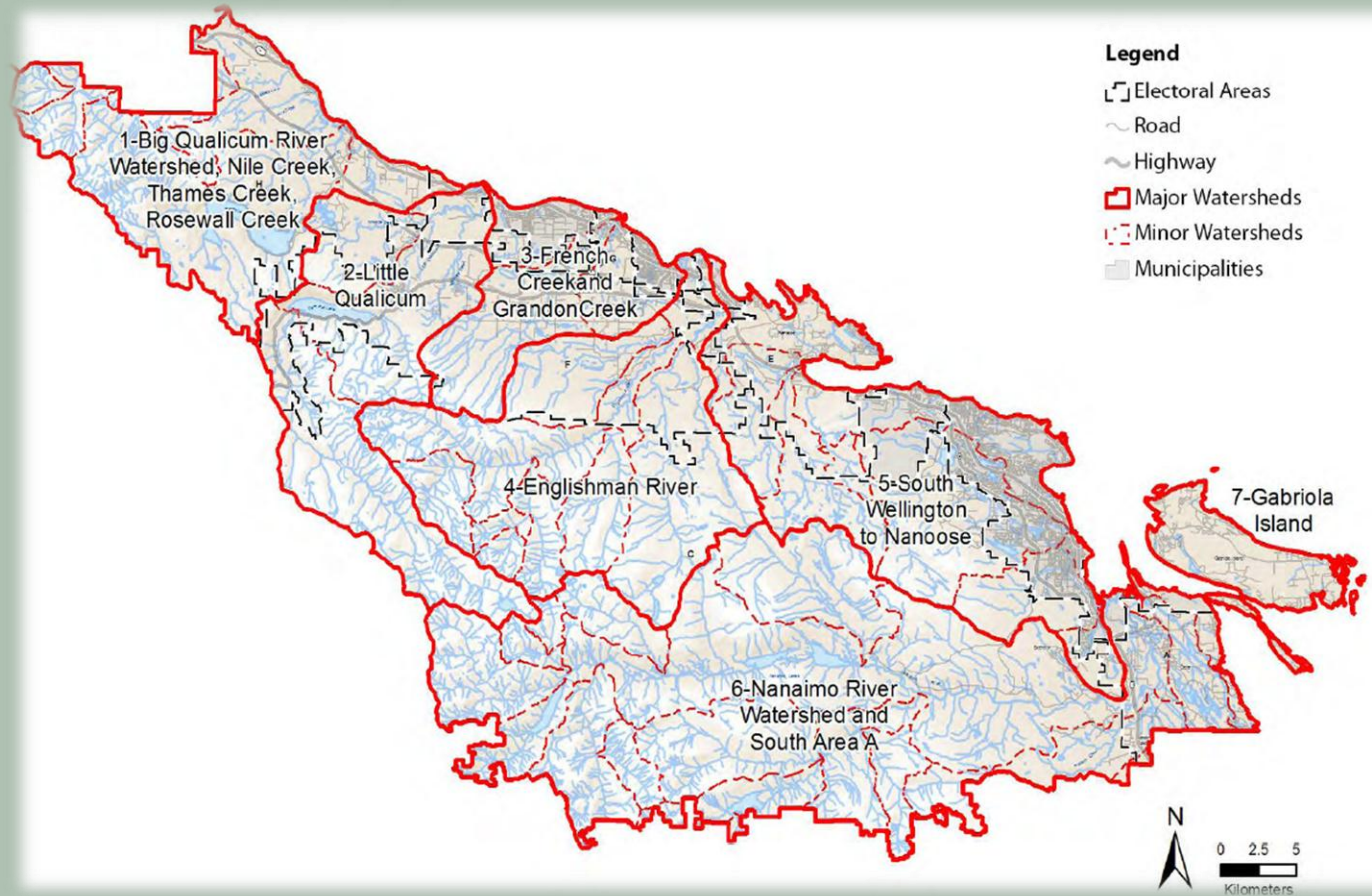 Legend
Electoral Areas
Road
Highway
Major Watersheds
Minor Watersheds
Municipalities
1-Big Qualicum River
Watershed, Nile Creek,
Thames Creek,
Rosewall Creek
H
2-Little
Qualicum
3-French
Creekand
GrandonCreek
F
E
4-Englishman River
C
5-South
Wellington
to Nanoose
7-Gabriola
Island
A
6-Nanaimo River
Watershed and
South Area A
N
0 2.5 5
Kilometers